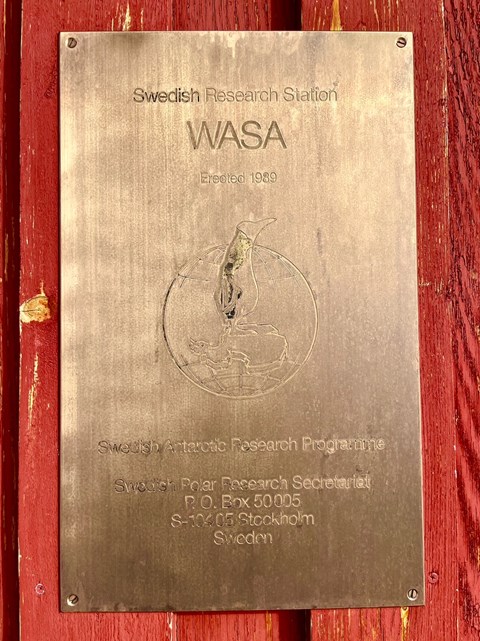 Swedish Research Station
WASA
Erected 1989
Swedish Antarctic Research Programme
Swedish Polar Research Secretariat
P. O. Box 50005
S-104 05 Stockholm
Sweden